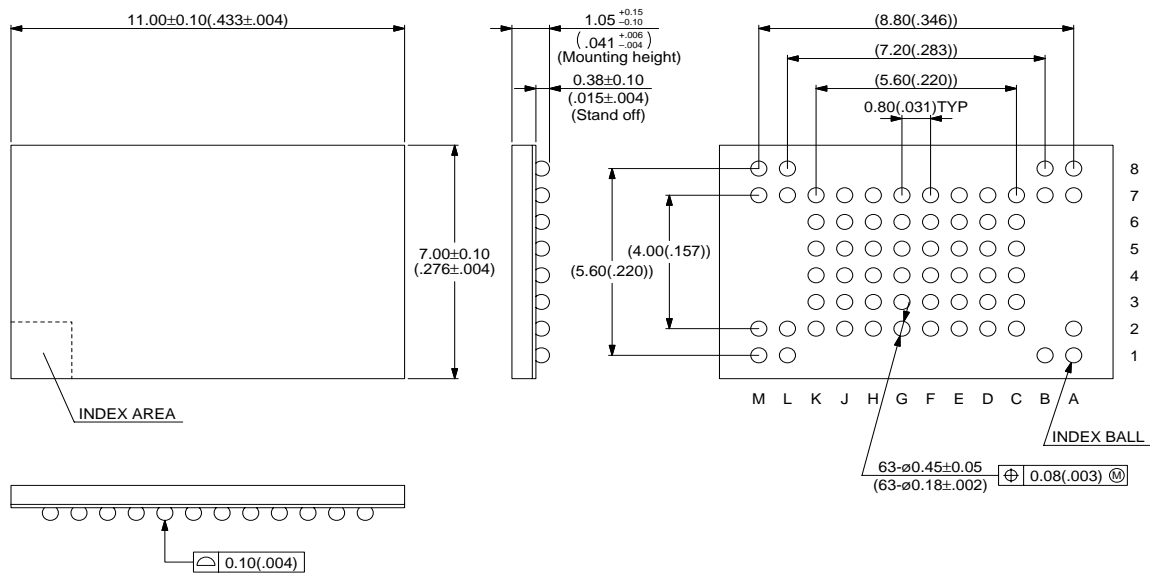 11.00±0.10(.433±.004)
1.05 +0.15 −0.10
(.041 +.006 −.004)
(Mounting height)
0.38±0.10
(.015±.004)
(Stand off)
(8.80(.346))
(7.20(.283))
(5.60(.220))
0.80(.031)TYP
7.00±0.10
(.276±.004)
(5.60(.220))
(4.00(.157))
8
7
6
5
4
3
2
1
M L K J H G F E D C B A
INDEX AREA
INDEX BALL
63-ø0.45±0.05
(63-ø0.18±.002)
⌖ 0.08(.003) Ⓜ
⌓ 0.10(.004)